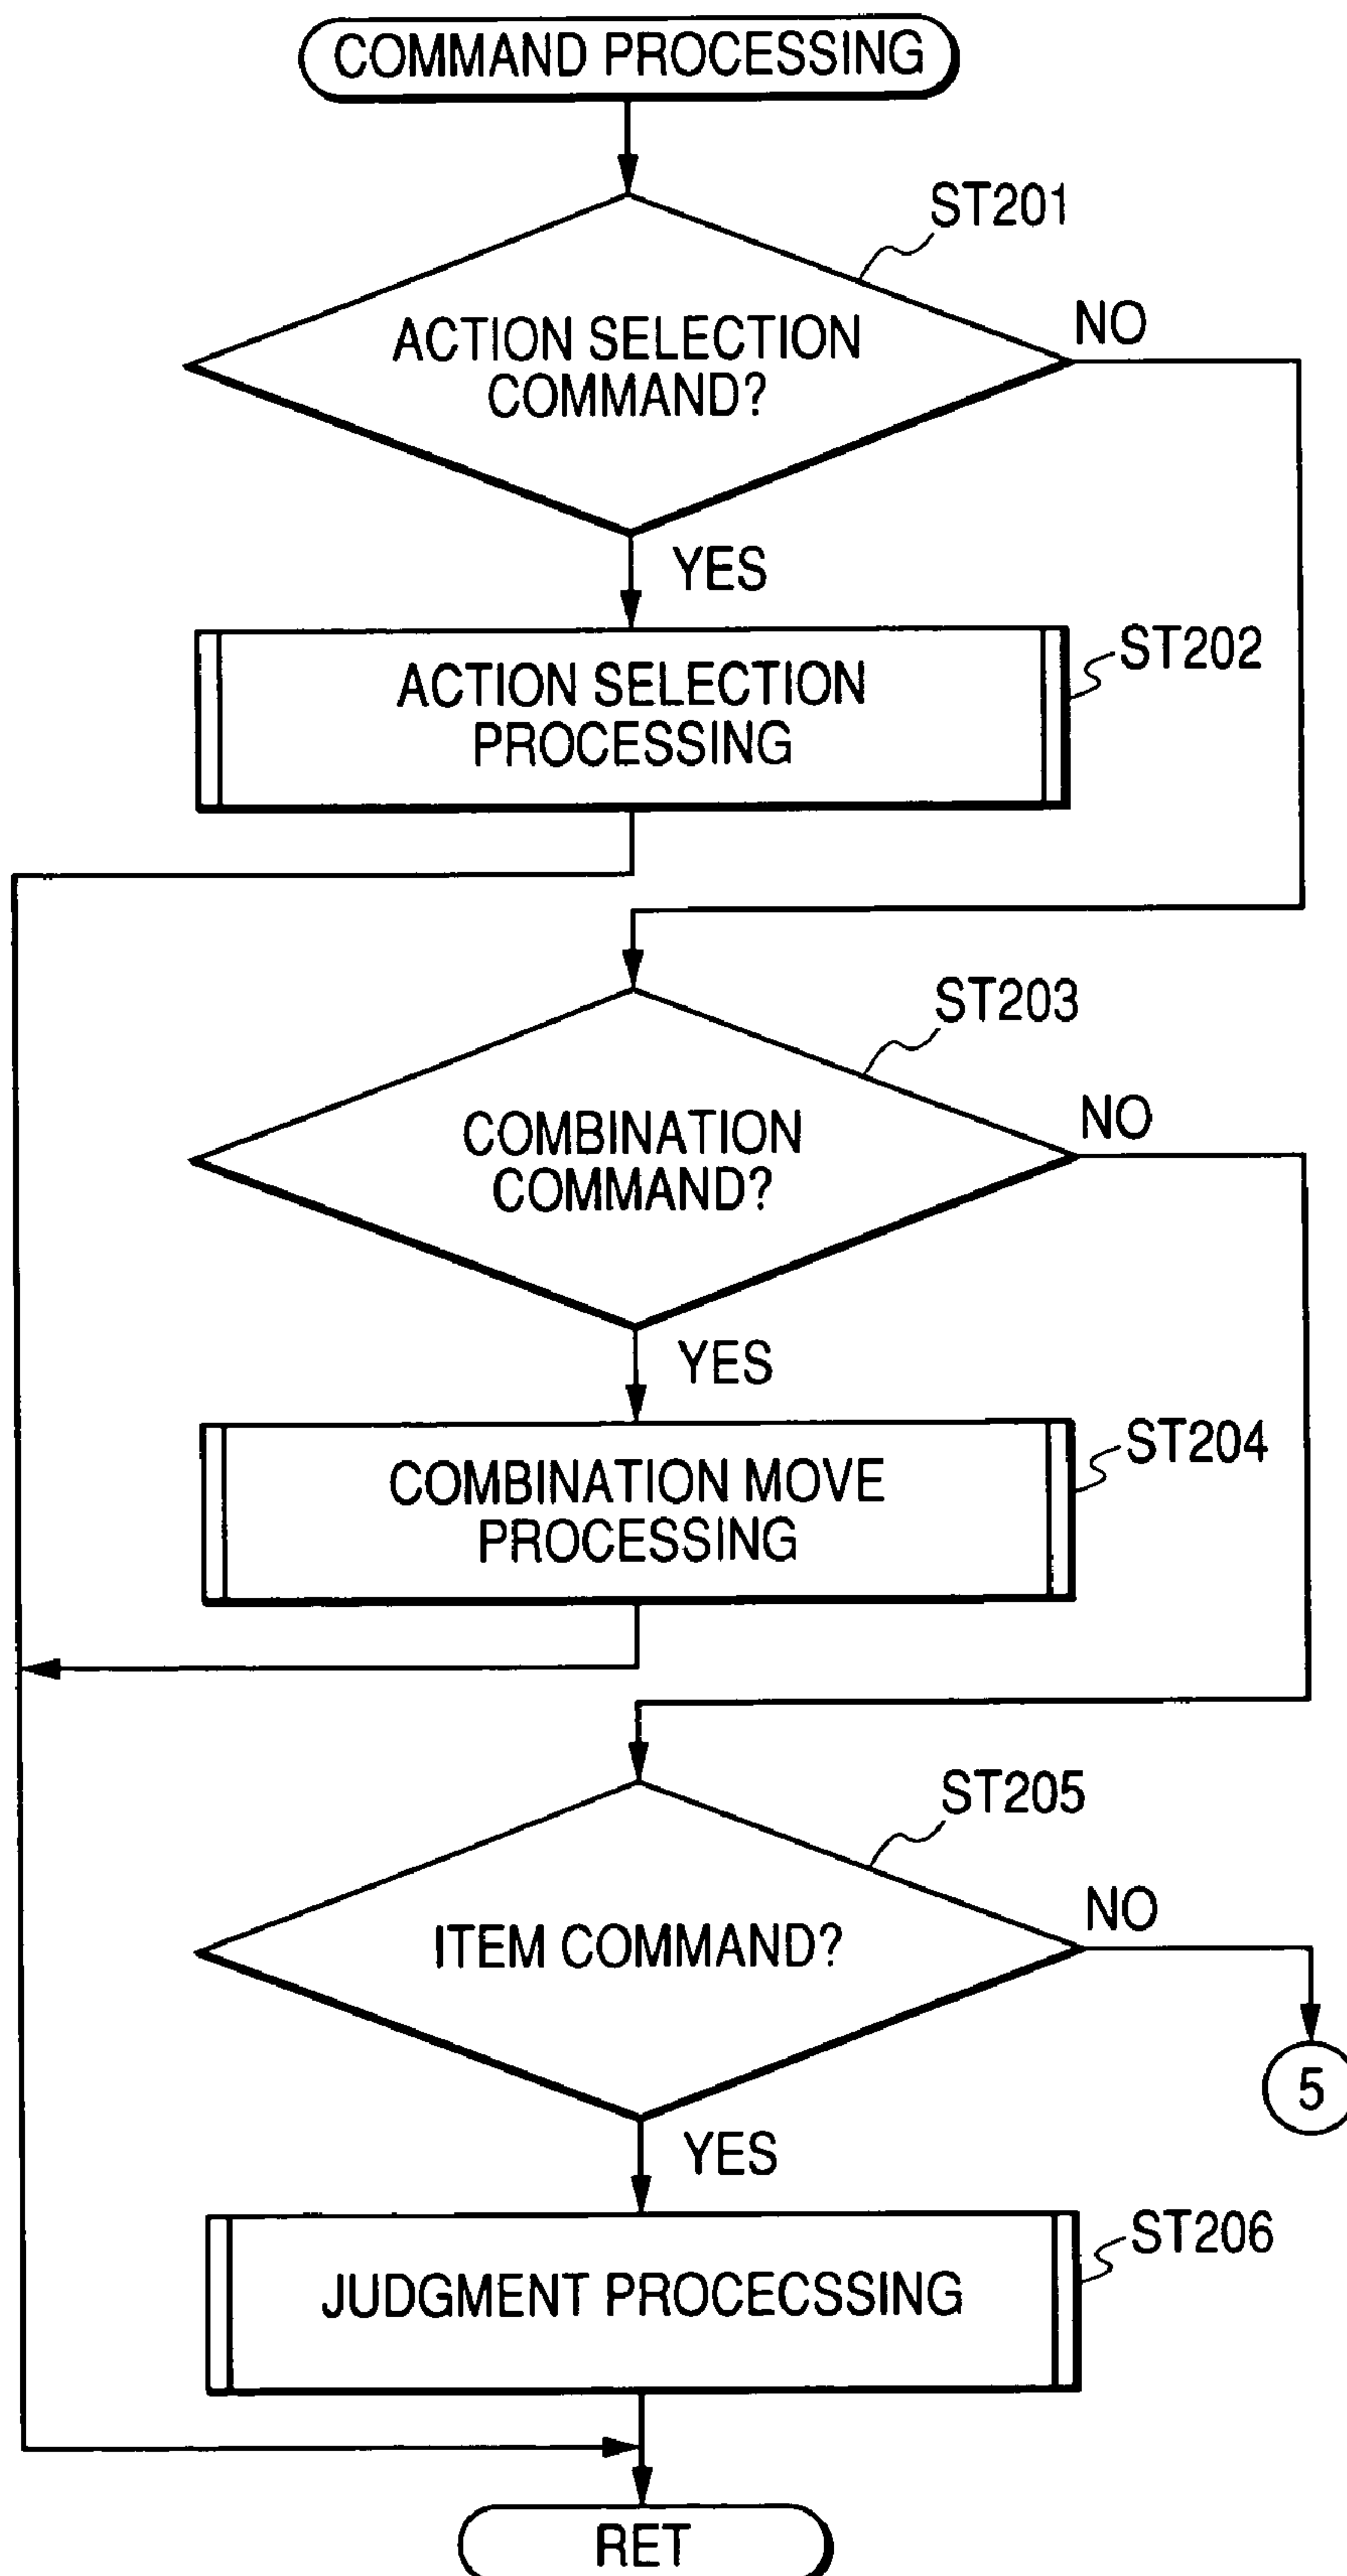 COMMAND PROCESSING
ST201
ACTION SELECTION
COMMAND?
NO
YES
ST202
ACTION SELECTION
PROCESSING
ST203
COMBINATION
COMMAND?
NO
YES
ST204
COMBINATION MOVE
PROCESSING
ST205
ITEM COMMAND?
NO
5
YES
ST206
JUDGMENT PROCECSSING
RET